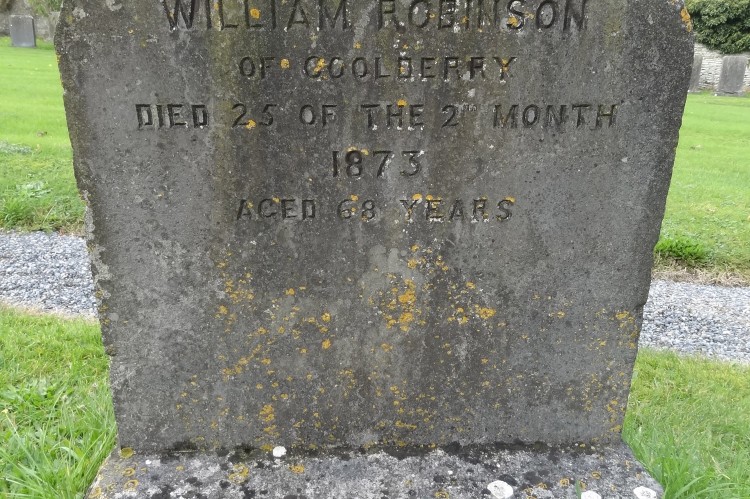 WILLIAM ROBINSON
OF COOLDERRY
DIED 25 OF THE 2ND MONTH
1873
AGED 68 YEARS